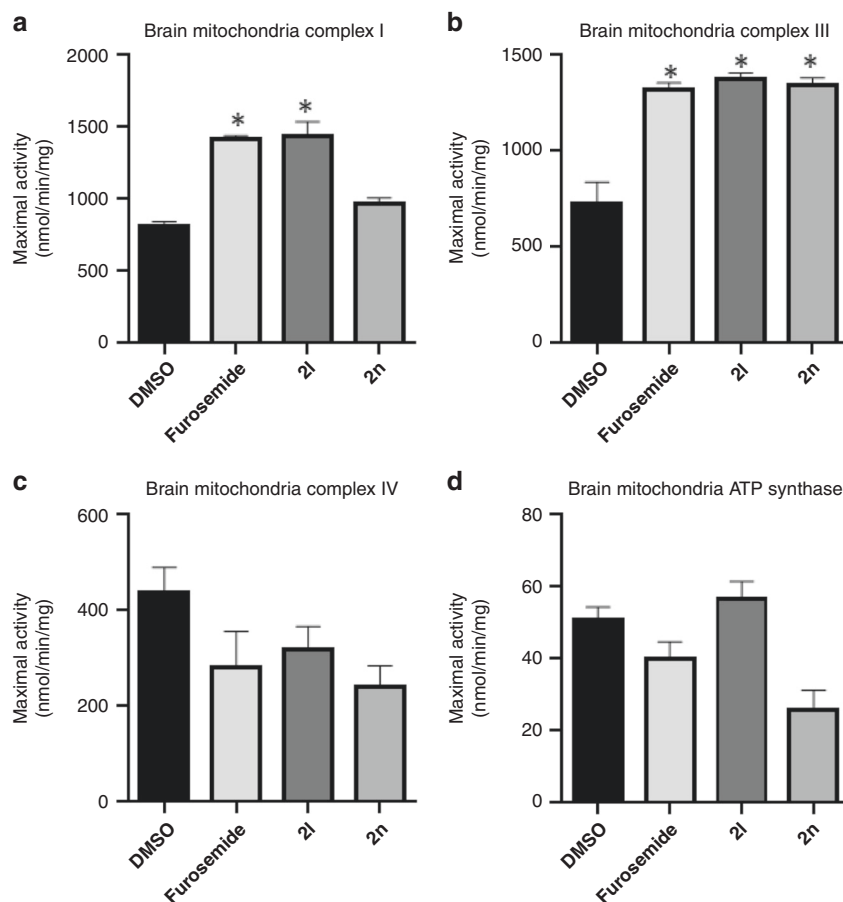 a
Brain mitochondria complex I
Maximal activity
(nmol/min/mg)
2000
1500
1000
500
0
*
*
DMSO
Furosemide
2l
2n
b
Brain mitochondria complex III
Maximal activity
(nmol/min/mg)
1500
1000
500
0
*
*
*
DMSO
Furosemide
2l
2n
c
Brain mitochondria complex IV
Maximal activity
(nmol/min/mg)
600
400
200
0
DMSO
Furosemide
2l
2n
d
Brain mitochondria ATP synthase
Maximal activity
(nmol/min/mg)
80
60
40
20
0
DMSO
Furosemide
2l
2n